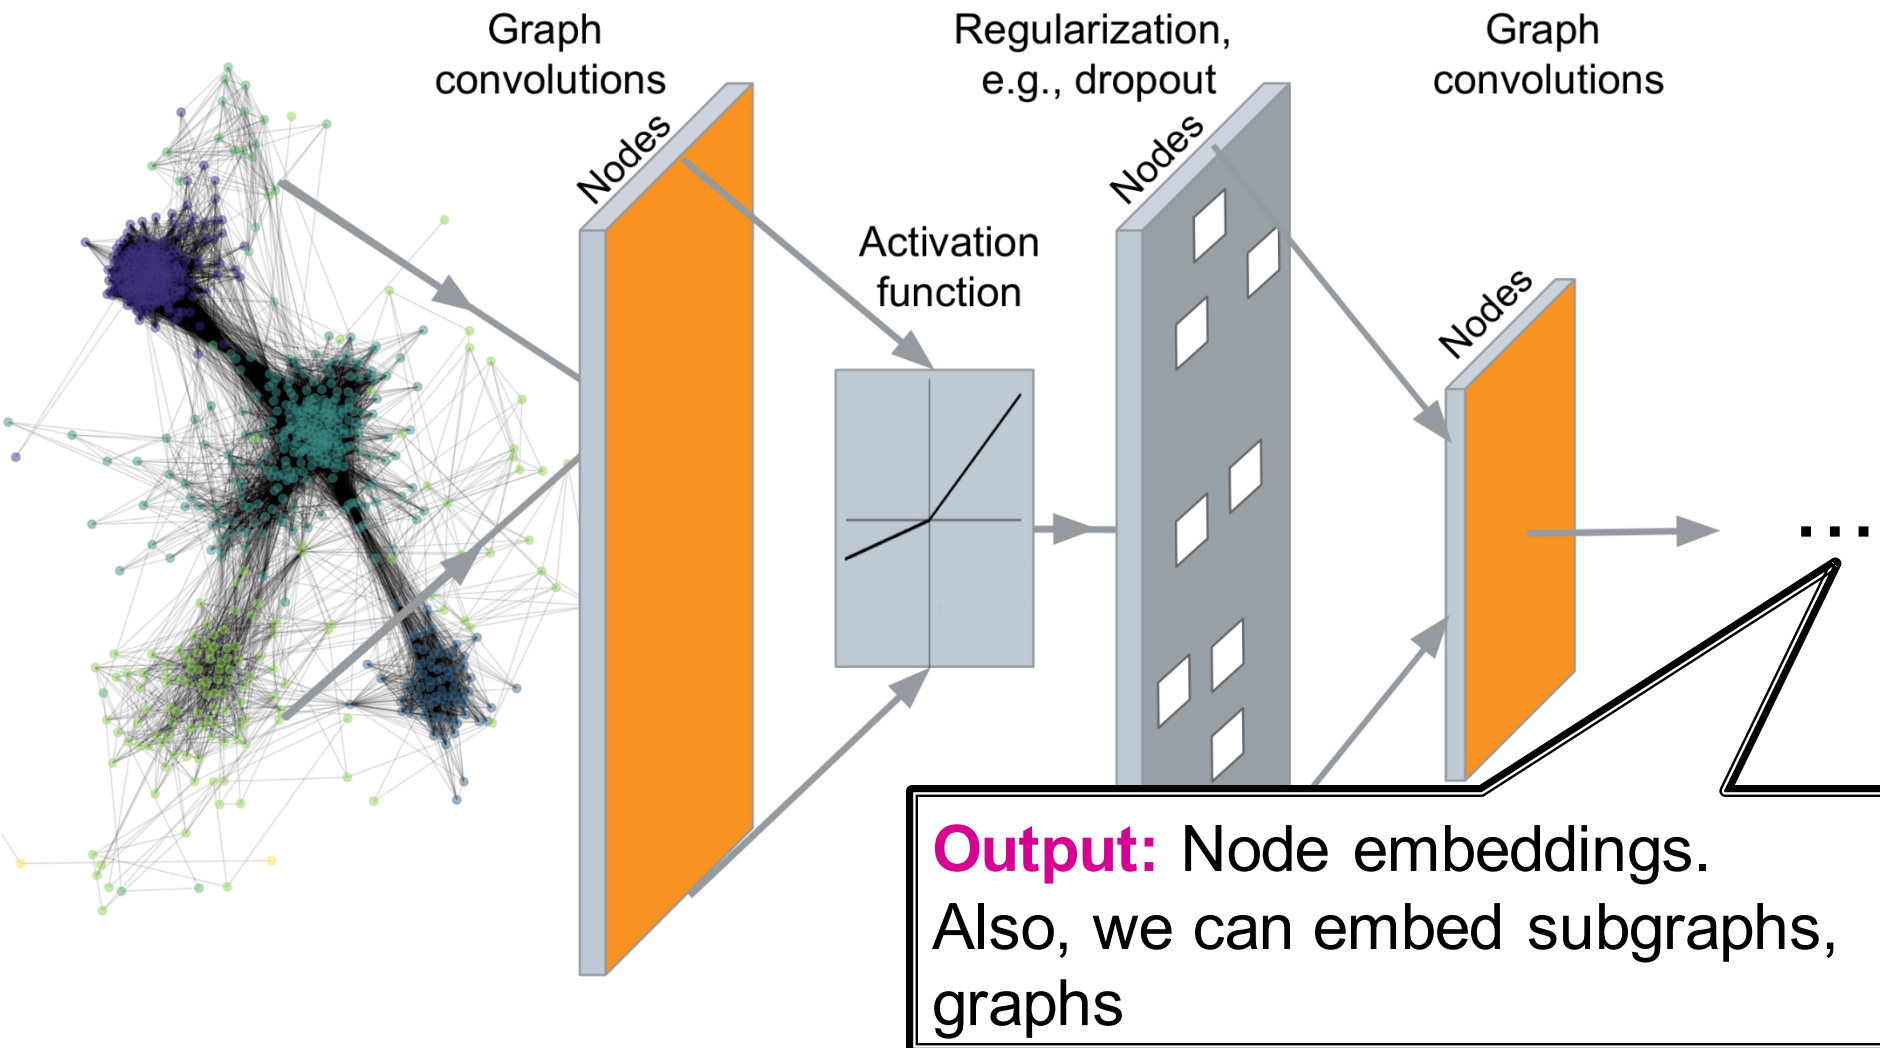 Graph
convolutions
Regularization,
e.g., dropout
Graph
convolutions
Nodes
Nodes
Activation
function
Nodes
...
Output: Node embeddings.
Also, we can embed subgraphs,
graphs